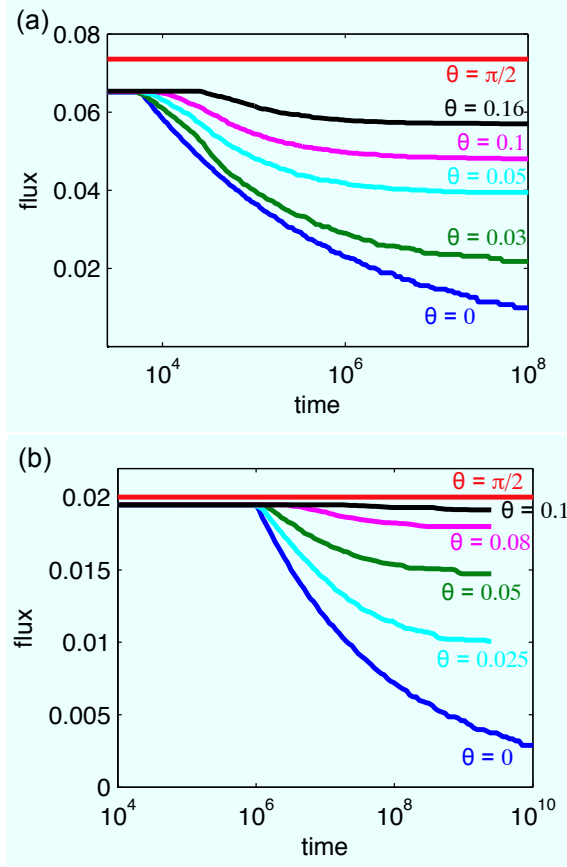 (a)
0.08
0.06
0.04
0.02
flux
θ = π/2
θ = 0.16
θ = 0.1
θ = 0.05
θ = 0.03
θ = 0
10^4
10^6
10^8
time
(b)
0.02
0.015
0.01
0.005
0
flux
θ = π/2
θ = 0.1
θ = 0.08
θ = 0.05
θ = 0.025
θ = 0
10^4
10^6
10^8
10^10
time